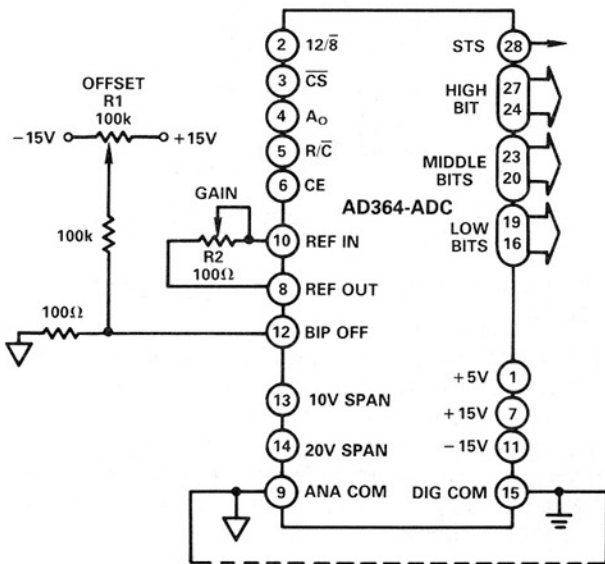 2 12/8̅
STS 28
3 C̅S̅
OFFSET
R1
100k
−15V +15V
HIGH
BIT
27
24
4 A₀
5 R/C̅
MIDDLE
BITS
23
20
6 CE
AD364-ADC
GAIN
R2
100Ω
LOW
BITS
19
16
100k
10 REF IN
8 REF OUT
100Ω
12 BIP OFF
+5V 1
13 10V SPAN
+15V 7
14 20V SPAN
−15V 11
9 ANA COM
DIG COM 15